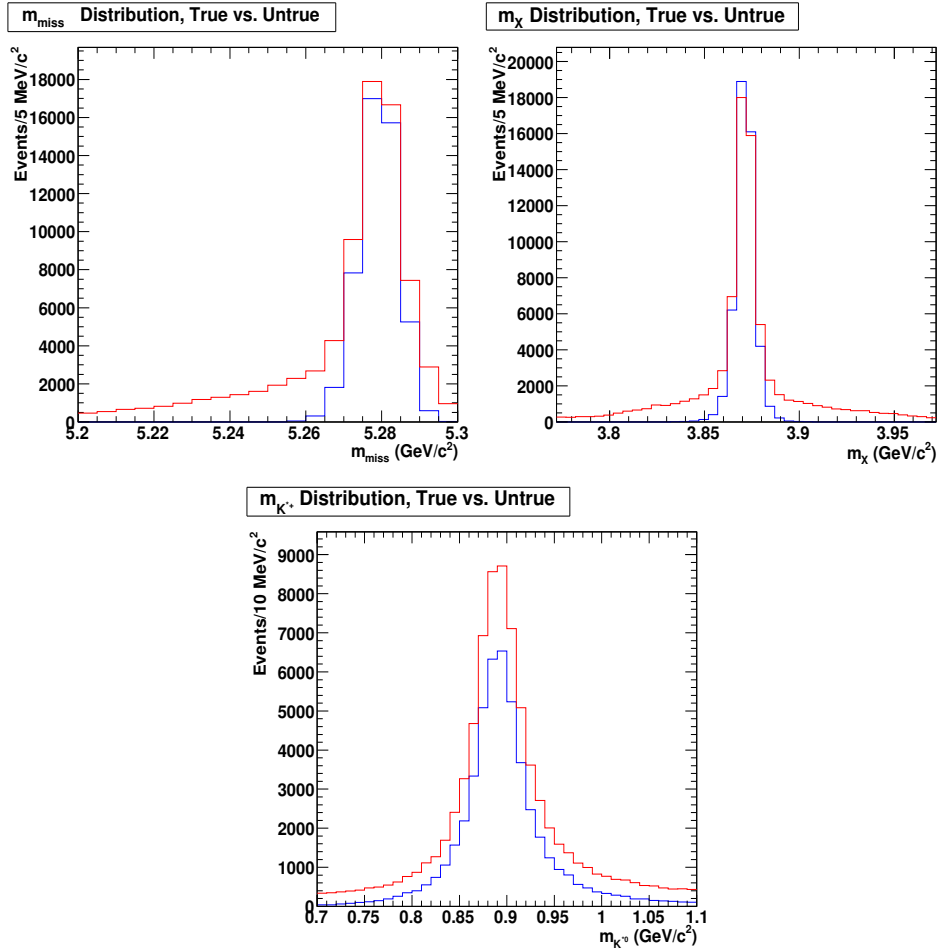 m_miss Distribution, True vs. Untrue
Events/5 MeV/c²
18000
16000
14000
12000
10000
8000
6000
4000
2000
0
5.2 5.22 5.24 5.26 5.28 5.3
m_miss (GeV/c²)
m_X Distribution, True vs. Untrue
Events/5 MeV/c²
20000
18000
16000
14000
12000
10000
8000
6000
4000
2000
0
3.8 3.85 3.9 3.95
m_X (GeV/c²)
m_K*+ Distribution, True vs. Untrue
Events/10 MeV/c²
9000
8000
7000
6000
5000
4000
3000
2000
1000
0
0.7 0.75 0.8 0.85 0.9 0.95 1 1.05 1.1
m_K*0 (GeV/c²)